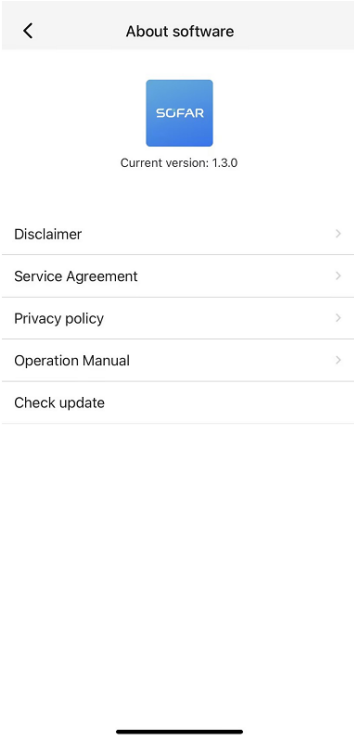 About software
SOFAR
Current version: 1.3.0
Disclaimer
Service Agreement
Privacy policy
Operation Manual
Check update